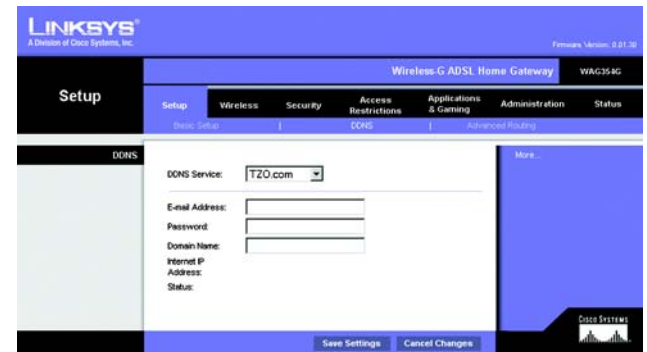 LINKSYS®
A Division of Cisco Systems, Inc.
Firmware Version: 0.01.30
Wireless-G ADSL Home Gateway WAG354G
Setup
Setup Wireless Security Access Restrictions Applications & Gaming Administration Status
Basic Setup | DDNS | Advanced Routing
DDNS
More...
DDNS Service: TZO.com
E-mail Address:
Password:
Domain Name:
Internet IP
Address:
Status:
Save Settings Cancel Changes
CISCO SYSTEMS